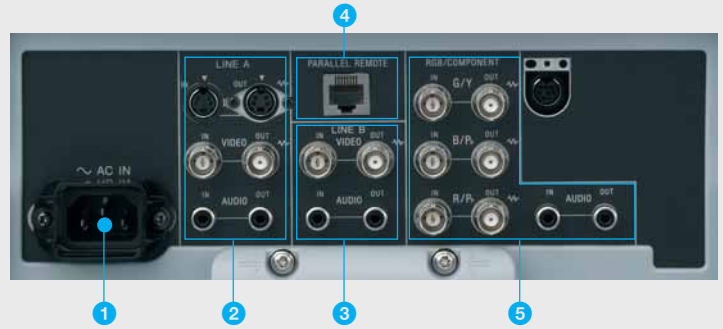 4
LINE A
IN
OUT
IN
VIDEO
OUT
IN
AUDIO
OUT
PARALLEL REMOTE
LINE B
IN
VIDEO
OUT
IN
AUDIO
OUT
RGB/COMPONENT
IN
G/Y
OUT
IN
B/PB
OUT
IN
R/PR
OUT
IN
AUDIO
OUT
AC IN
1
2
3
5